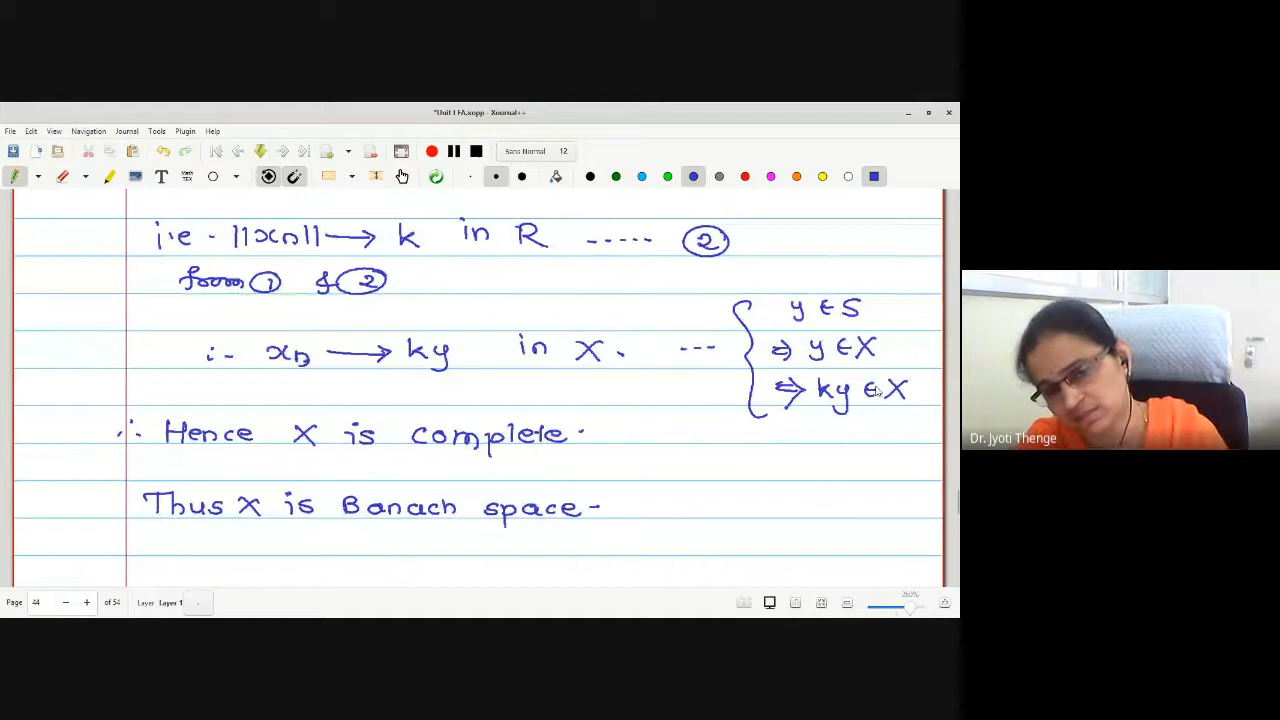 *Unit I FA.xopp - Xournal++
File Edit View Navigation Journal Tools Plugin Help
Sans Normal 12
i.e. ||xn|| → k in R ..... 2
from 1 & 2
i. xn → ky in X. ... { y ∈ S
⇒ y ∈ X
⇒ ky ∈ X
∴ Hence X is complete.
Thus X is Banach space.
Page 44 of 54 Layer Layer 1 260%
Dr. Jyoti Thenge